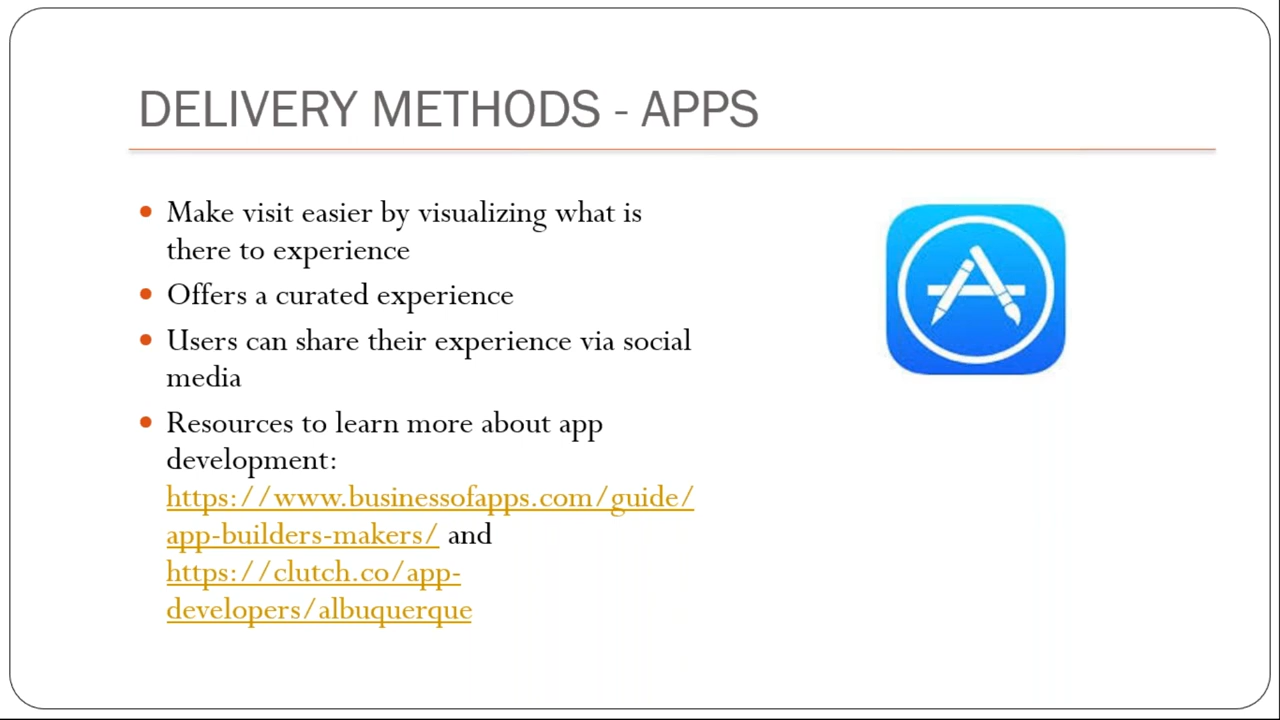 DELIVERY METHODS - APPS
Make visit easier by visualizing what is
there to experience
Offers a curated experience
Users can share their experience via social
media
Resources to learn more about app
development:
https://www.businessofapps.com/guide/
app-builders-makers/ and
https://clutch.co/app-
developers/albuquerque